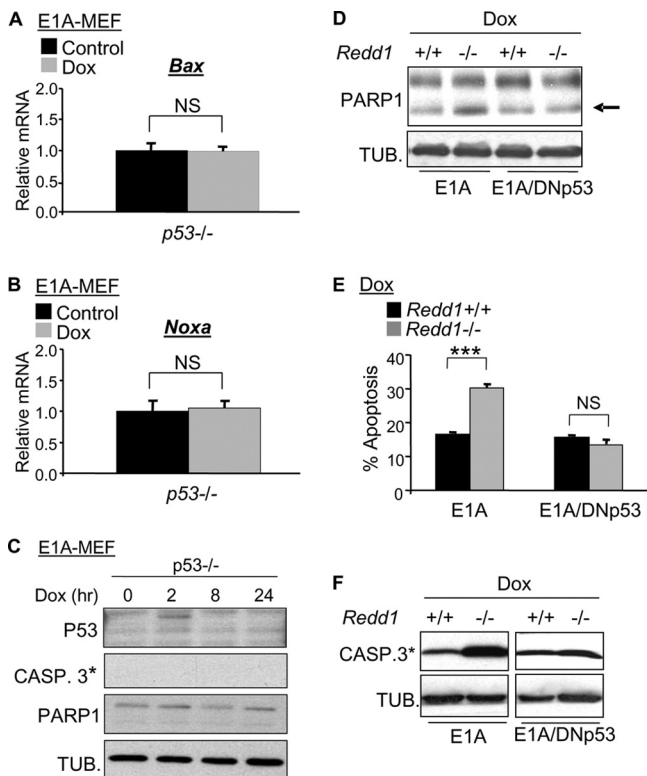 A E1A-MEF
Control
Dox
Bax
Relative mRNA
2.0
1.5
1.0
0.5
0.0
NS
p53-/-
B E1A-MEF
Control
Dox
Noxa
Relative mRNA
2.0
1.5
1.0
0.5
0.0
NS
p53-/-
C E1A-MEF
p53-/-
Dox (hr) 0 2 8 24
P53
CASP. 3*
PARP1
TUB.
D Dox
Redd1 +/+ -/- +/+ -/-
PARP1
TUB.
E1A E1A/DNp53
E Dox
Redd1+/+
Redd1-/-
% Apoptosis
40
30
20
10
0
***
NS
E1A E1A/DNp53
F Dox
Redd1 +/+ -/- +/+ -/-
CASP.3*
TUB.
E1A E1A/DNp53